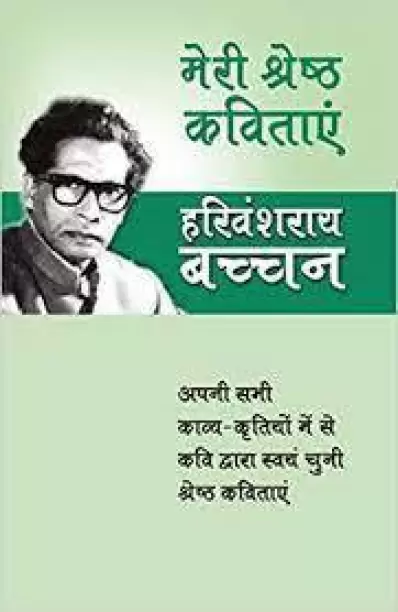 मेरी श्रेष्ठ
कविताएं
हरिवंशराय
बच्चन
अपनी सभी
काव्य-कृतियों में से
कवि द्वारा स्वयं चुनी
श्रेष्ठ कविताएं